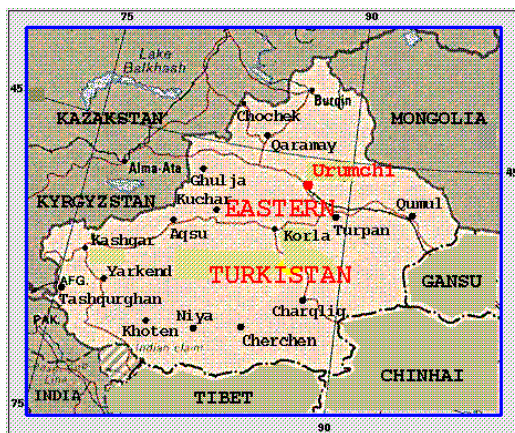 75
90
Lake
Balkhash
45
Burqin
KAZAKSTAN
Chochek
MONGOLIA
Qaramay
45
Alma-Ata
Urumchi
Ghulja
KYRGYZSTAN
Kuchar
EASTERN
Qumul
Aqsu
Korla
Turpan
Kashgar
TURKISTAN
GANSU
AFG.
Yarkend
Tashqurghan
Charqliq
PAK.
Khoten
Niya
Cherchen
indian claim
Line
CHINHAI
INDIA
TIBET
75
90